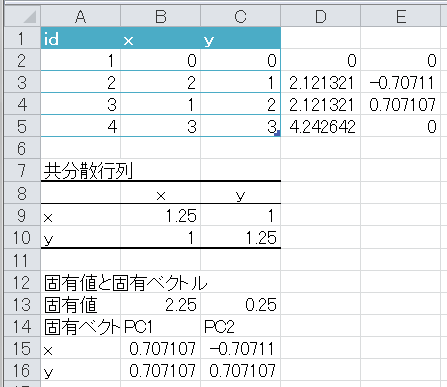 A B C D E
1 id x y
2 1 0 0 0 0
3 2 2 1 2.121321 -0.70711
4 3 1 2 2.121321 0.707107
5 4 3 3 4.242642 0
6
7 共分散行列
8 x y
9 x 1.25 1
10 y 1 1.25
11
12 固有値と固有ベクトル
13 固有値 2.25 0.25
14 固有ベクト PC1 PC2
15 x 0.707107 -0.70711
16 y 0.707107 0.707107